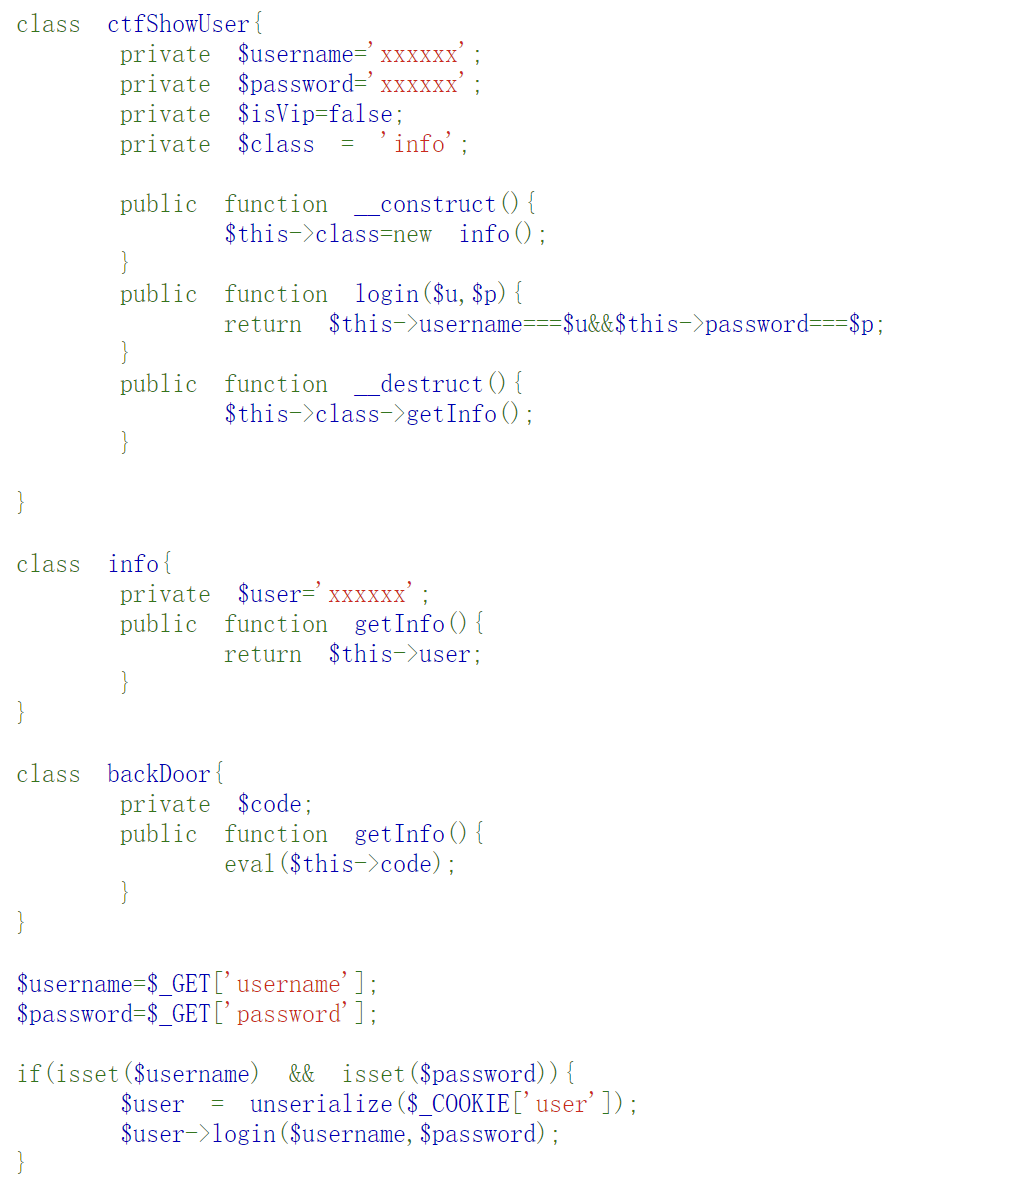 class ctfShowUser{
private $username='xxxxxx';
private $password='xxxxxx';
private $isVip=false;
private $class = 'info';
public function __construct(){
$this->class=new info();
}
public function login($u,$p){
return $this->username===$u&&$this->password===$p;
}
public function __destruct(){
$this->class->getInfo();
}
}
class info{
private $user='xxxxxx';
public function getInfo(){
return $this->user;
}
}
class backDoor{
private $code;
public function getInfo(){
eval($this->code);
}
}
$username=$_GET['username'];
$password=$_GET['password'];
if(isset($username) && isset($password)){
$user = unserialize($_COOKIE['user']);
$user->login($username,$password);
}